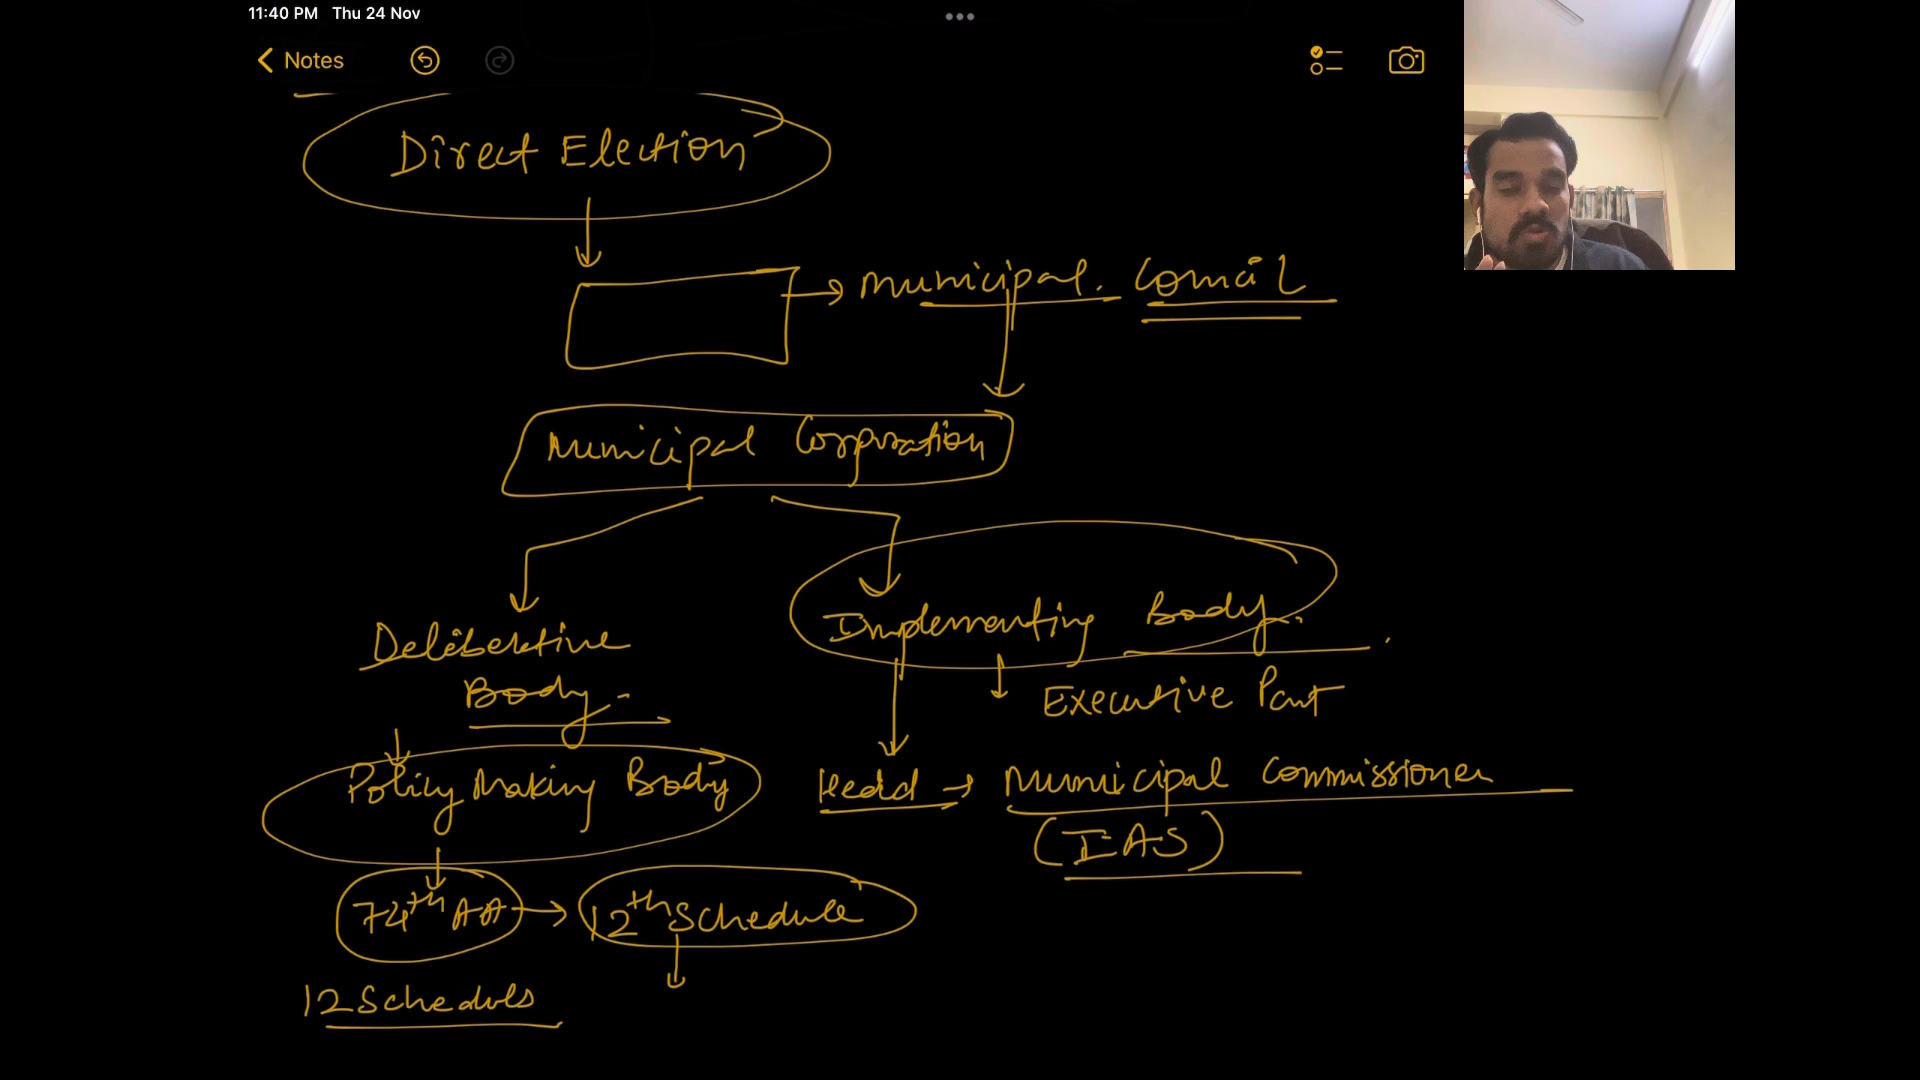 11:40 PM Thu 24 Nov
Notes
Direct Election
Municipal. Council
Municipal Corporation
Implementing Body.
Deliberative
Body -
Executive Part
Policy Making Body
Head → Municipal Commissioner
(IAS)
74th AA → 12th Schedule
12 Schedules